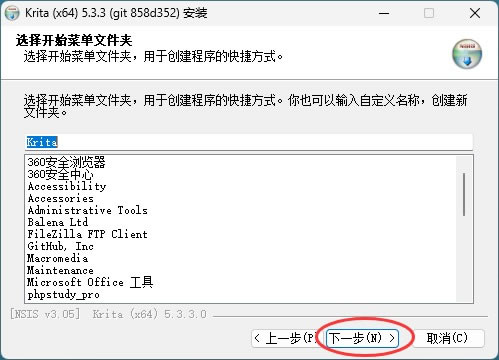 Krita (x64) 5.3.3 (git 858d352) 安装
选择开始菜单文件夹
选择开始菜单文件夹，用于创建程序的快捷方式。
选择开始菜单文件夹，用于创建程序的快捷方式。你也可以输入自定义名称，创建新
文件夹。
Krita
360安全浏览器
360安全中心
Accessibility
Accessories
Administrative Tools
Balena Ltd
FileZilla FTP Client
GitHub, Inc
Macromedia
Maintenance
Microsoft Office 工具
phpstudy_pro
[NSIS v3.05] Krita (x64) 5.3.3.0
< 上一步(P) 下一步(N) > 取消(C)